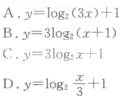 A. y=log₂(3x)+1
B. y=3log₂(x+1)
C. y=3log₂x+1
D. y=log₂ x/3 +1